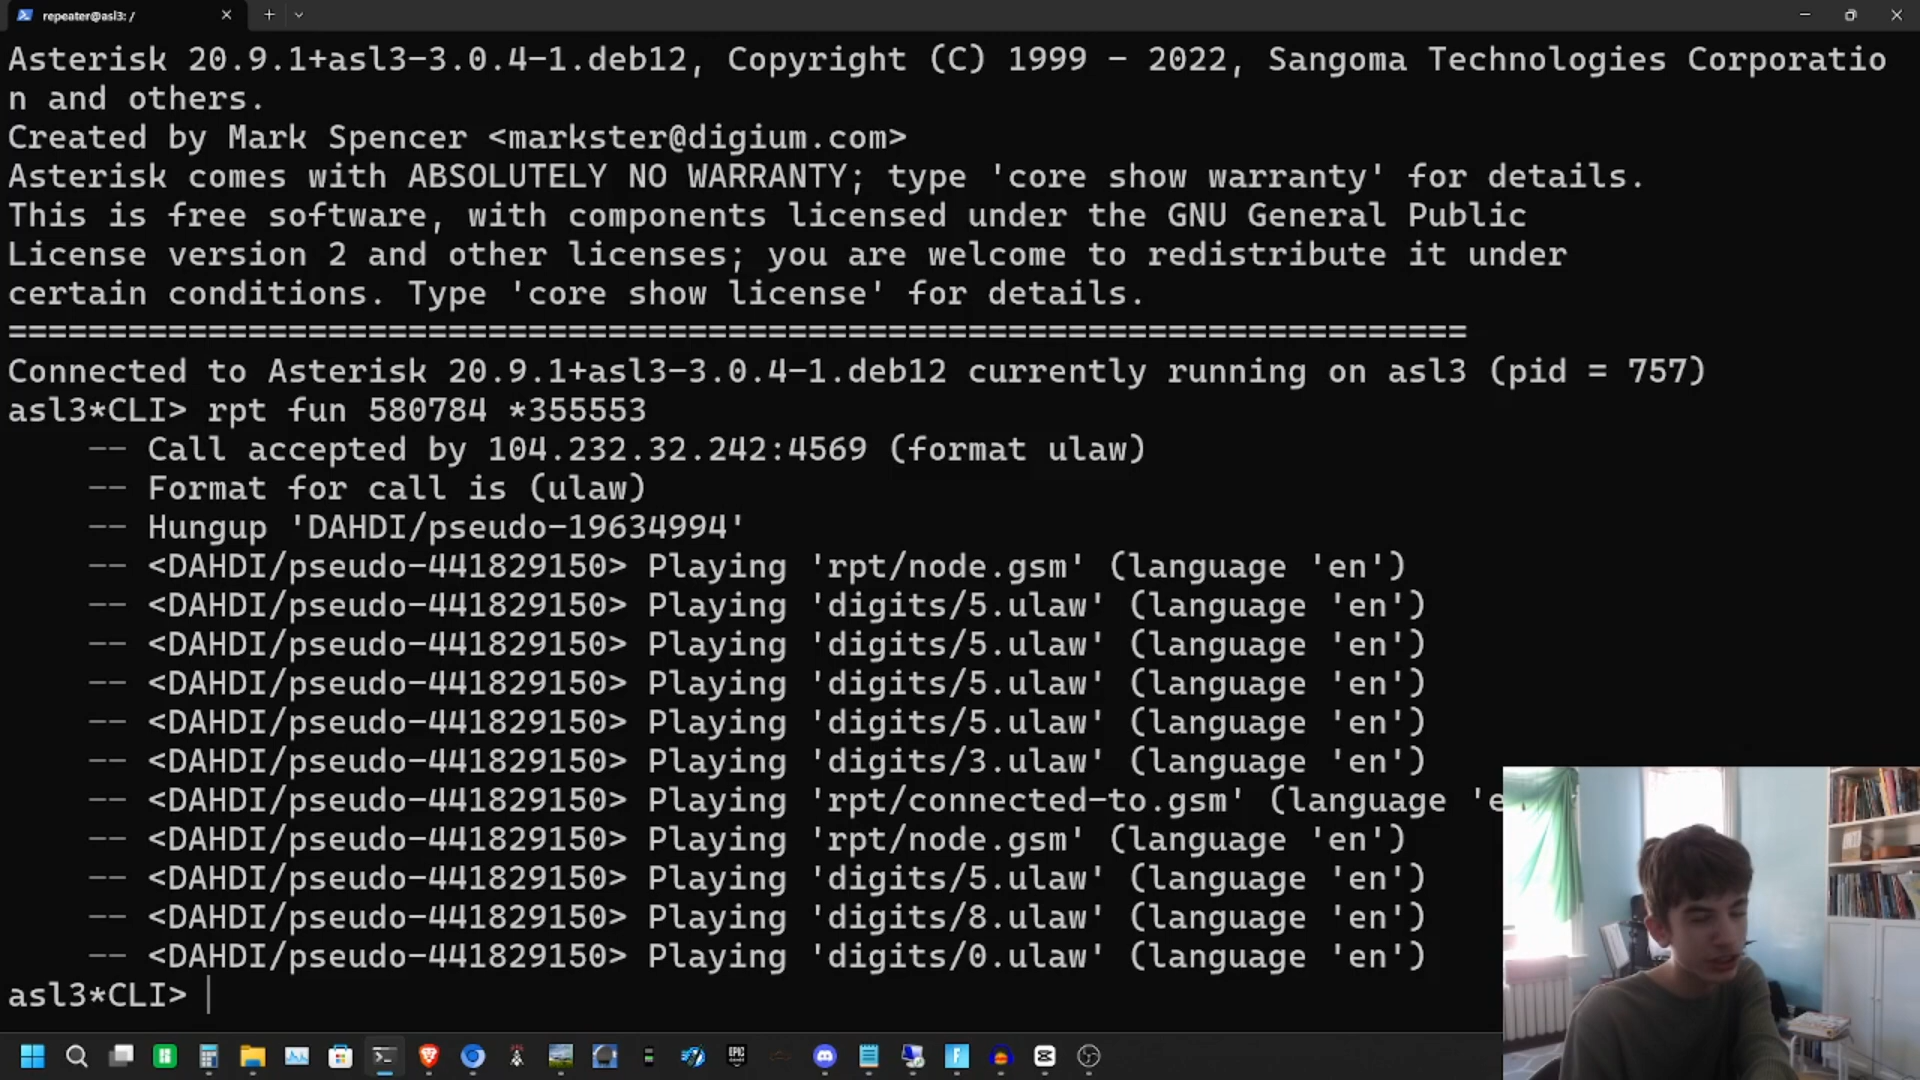 repeater@asl3: /
Asterisk 20.9.1+asl3-3.0.4-1.deb12, Copyright (C) 1999 - 2022, Sangoma Technologies Corporatio
n and others.
Created by Mark Spencer <markster@digium.com>
Asterisk comes with ABSOLUTELY NO WARRANTY; type 'core show warranty' for details.
This is free software, with components licensed under the GNU General Public
License version 2 and other licenses; you are welcome to redistribute it under
certain conditions. Type 'core show license' for details.
=========================================================================
Connected to Asterisk 20.9.1+asl3-3.0.4-1.deb12 currently running on asl3 (pid = 757)
asl3*CLI> rpt fun 580784 *355553
-- Call accepted by 104.232.32.242:4569 (format ulaw)
-- Format for call is (ulaw)
-- Hungup 'DAHDI/pseudo-19634994'
-- <DAHDI/pseudo-441829150> Playing 'rpt/node.gsm' (language 'en')
-- <DAHDI/pseudo-441829150> Playing 'digits/5.ulaw' (language 'en')
-- <DAHDI/pseudo-441829150> Playing 'digits/5.ulaw' (language 'en')
-- <DAHDI/pseudo-441829150> Playing 'digits/5.ulaw' (language 'en')
-- <DAHDI/pseudo-441829150> Playing 'digits/5.ulaw' (language 'en')
-- <DAHDI/pseudo-441829150> Playing 'digits/3.ulaw' (language 'en')
-- <DAHDI/pseudo-441829150> Playing 'rpt/connected-to.gsm' (language 'e
-- <DAHDI/pseudo-441829150> Playing 'rpt/node.gsm' (language 'en')
-- <DAHDI/pseudo-441829150> Playing 'digits/5.ulaw' (language 'en')
-- <DAHDI/pseudo-441829150> Playing 'digits/8.ulaw' (language 'en')
-- <DAHDI/pseudo-441829150> Playing 'digits/0.ulaw' (language 'en')
asl3*CLI>
EPIC